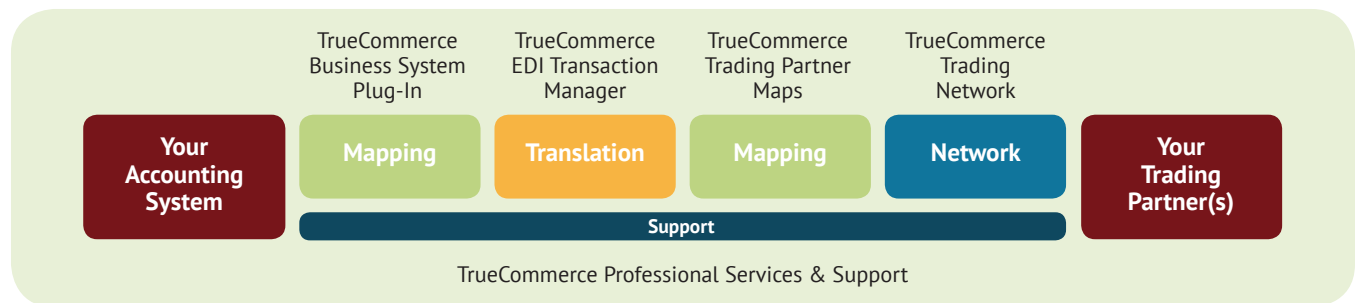 TrueCommerce
Business System
Plug-In
TrueCommerce
EDI Transaction
Manager
TrueCommerce
Trading Partner
Maps
TrueCommerce
Trading
Network
Your
Accounting
System
Mapping
Translation
Mapping
Network
Your
Trading
Partner(s)
Support
TrueCommerce Professional Services & Support